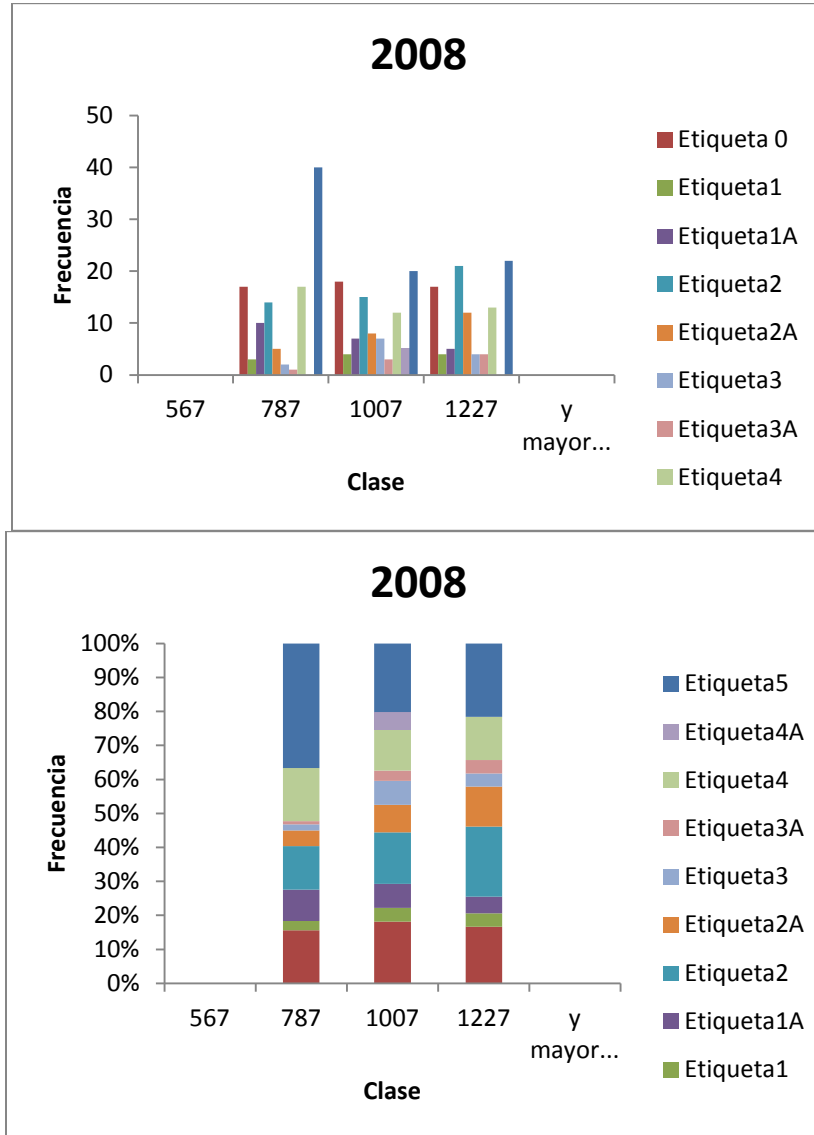 2008
50
40
30
20
10
0
Frecuencia
567 787 1007 1227 y
mayor...
Clase
Etiqueta 0
Etiqueta1
Etiqueta1A
Etiqueta2
Etiqueta2A
Etiqueta3
Etiqueta3A
Etiqueta4
2008
100%
90%
80%
70%
60%
50%
40%
30%
20%
10%
0%
Frecuencia
567 787 1007 1227 y
mayor...
Clase
Etiqueta5
Etiqueta4A
Etiqueta4
Etiqueta3A
Etiqueta3
Etiqueta2A
Etiqueta2
Etiqueta1A
Etiqueta1